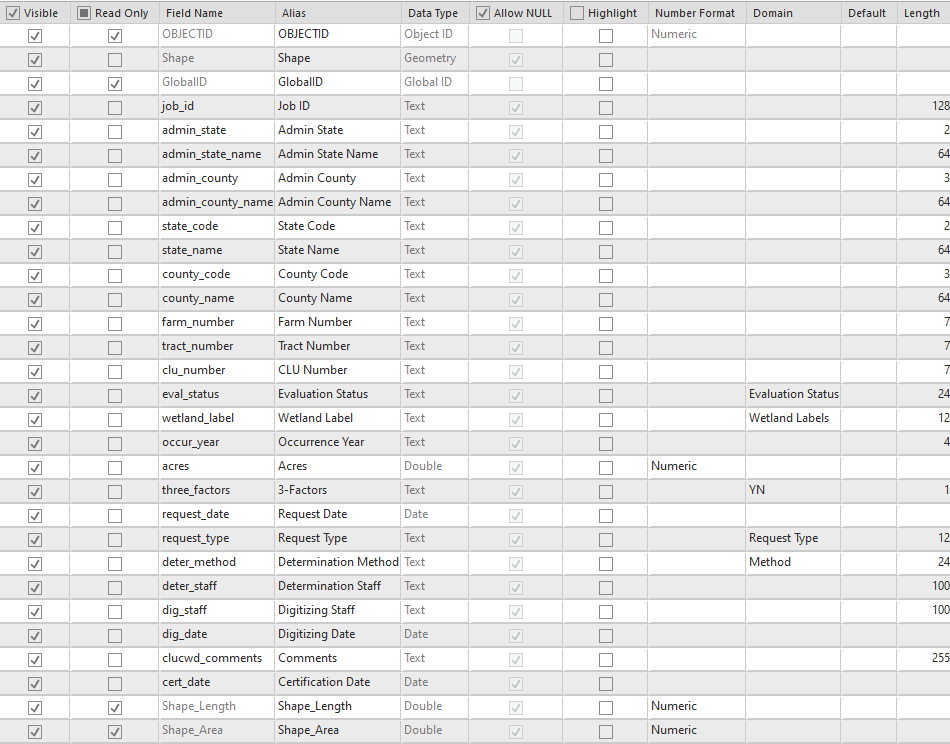 Visible Read Only Field Name Alias Data Type Allow NULL Highlight Number Format Domain Default Length
OBJECTID OBJECTID Object ID Numeric
Shape Shape Geometry
GlobalID GlobalID Global ID
job_id Job ID Text 128
admin_state Admin State Text 2
admin_state_name Admin State Name Text 64
admin_county Admin County Text 3
admin_county_name Admin County Name Text 64
state_code State Code Text 2
state_name State Name Text 64
county_code County Code Text 3
county_name County Name Text 64
farm_number Farm Number Text 7
tract_number Tract Number Text 7
clu_number CLU Number Text 7
eval_status Evaluation Status Text Evaluation Status 24
wetland_label Wetland Label Text Wetland Labels 12
occur_year Occurrence Year Text 4
acres Acres Double Numeric
three_factors 3-Factors Text YN 1
request_date Request Date Date
request_type Request Type Text Request Type 12
deter_method Determination Method Text Method 24
deter_staff Determination Staff Text 100
dig_staff Digitizing Staff Text 100
dig_date Digitizing Date Date
clucwd_comments Comments Text 255
cert_date Certification Date Date
Shape_Length Shape_Length Double Numeric
Shape_Area Shape_Area Double Numeric